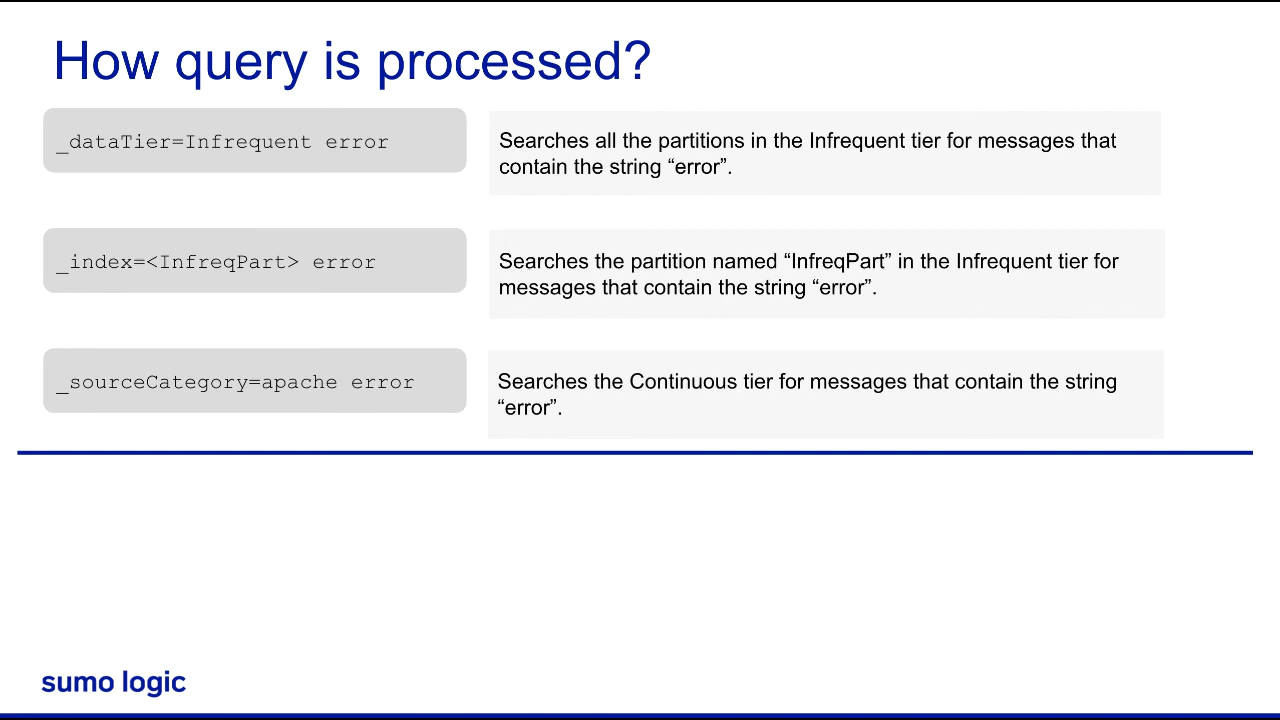 How query is processed?
_dataTier=Infrequent error
Searches all the partitions in the Infrequent tier for messages that
contain the string “error”.
_index=<InfreqPart> error
Searches the partition named “InfreqPart” in the Infrequent tier for
messages that contain the string “error”.
_sourceCategory=apache error
Searches the Continuous tier for messages that contain the string
“error”.
sumo logic